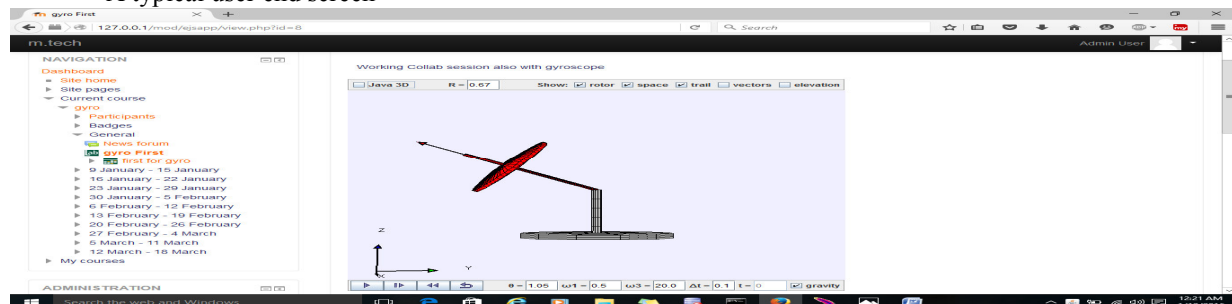 A typical user end screen
gyro First
127.0.0.1/mod/ejsapp/view.php?id=8
Search
m.tech
Admin User
NAVIGATION
Dashboard
Site home
Site pages
Current course
gyro
Participants
Badges
General
News forum
gyro First
first for gyro
9 January - 15 January
16 January - 22 January
23 January - 29 January
30 January - 5 February
6 February - 12 February
13 February - 19 February
20 February - 26 February
27 February - 4 March
5 March - 11 March
12 March - 18 March
My courses
ADMINISTRATION
Working Collab session also with gyroscope
Java 3D R = 0.67 Show: rotor space trail vectors elevation
Z
Y
X
θ = 1.05 ω1 = 0.5 ω3 = 20.0 Δt = 0.1 t = 0 gravity
Search the web and Windows
12:21 AM